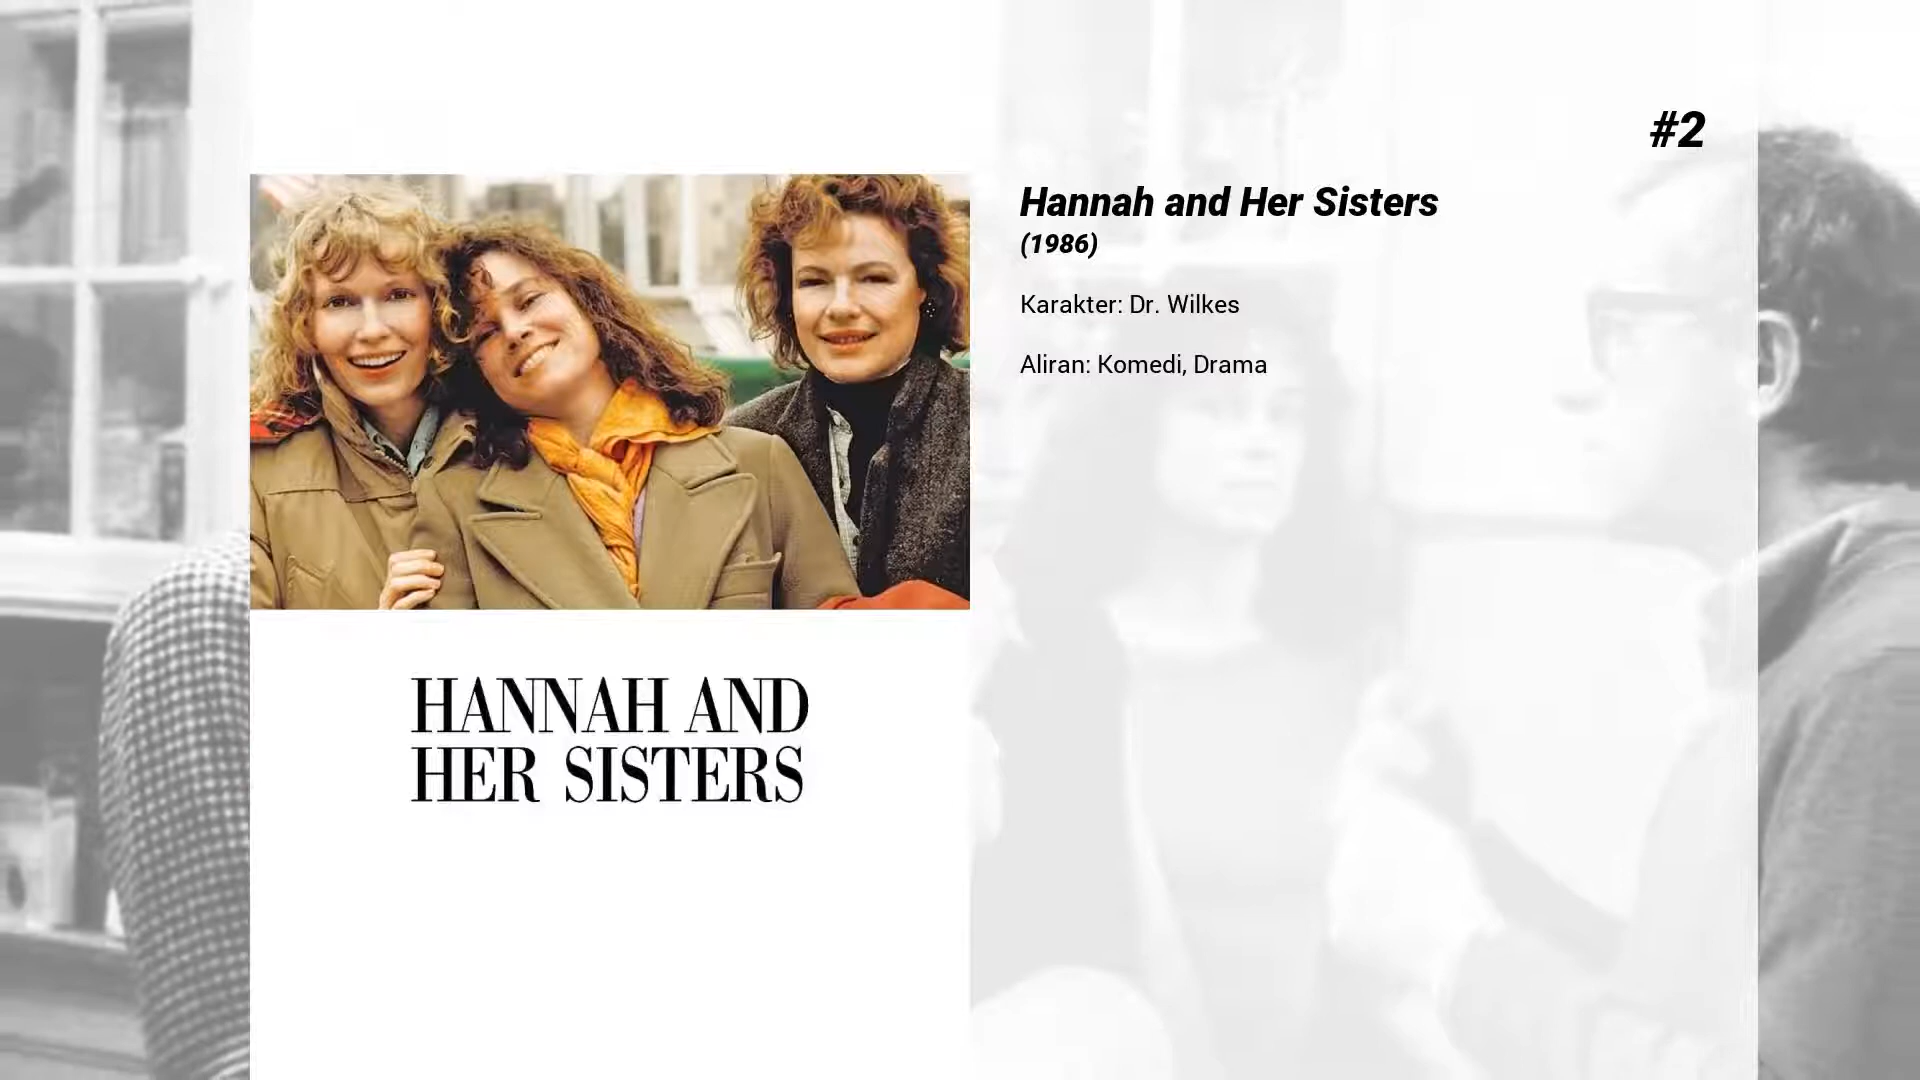 #2
Hannah and Her Sisters
(1986)
Karakter: Dr. Wilkes
Aliran: Komedi, Drama
HANNAH AND
HER SISTERS